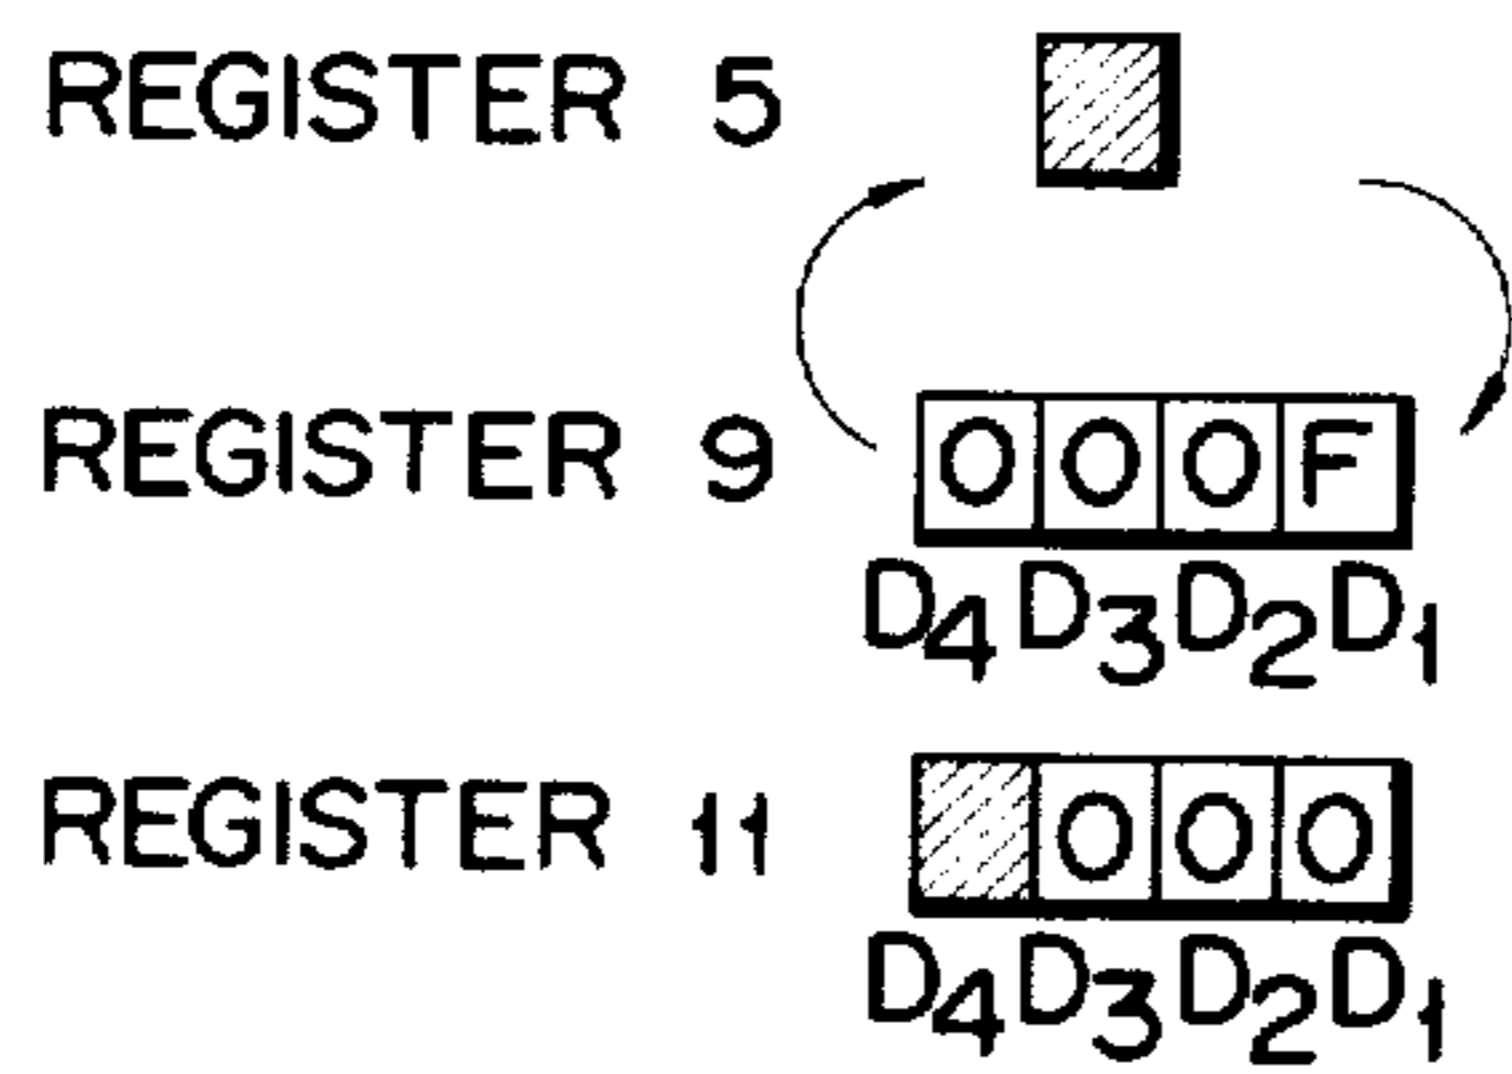 REGISTER 5
REGISTER 9 0 0 0 F
D4 D3 D2 D1
REGISTER 11 0 0 0
D4 D3 D2 D1